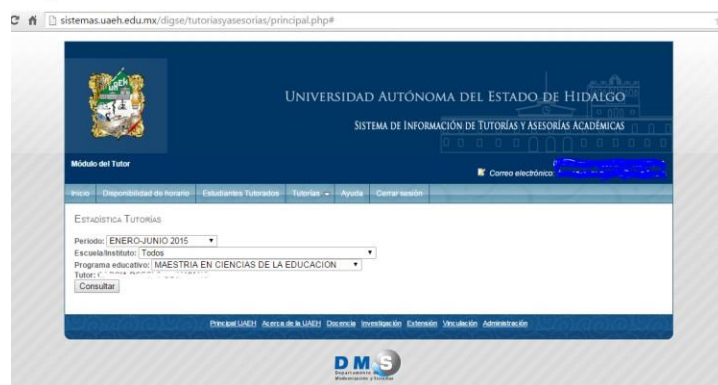 sistemas.uaeh.edu.mx/digse/tutoriasyasesorias/principal.php#
UNIVERSIDAD AUTÓNOMA DEL ESTADO DE HIDALGO
SISTEMA DE INFORMACIÓN DE TUTORÍAS Y ASESORÍAS ACADÉMICAS
Módulo del Tutor
Correo electrónico:
Inicio Disponibilidad de horario Estudiantes Tutorados Tutorías Ayuda Cerrar sesión
ESTADÍSTICA TUTORÍAS
Periodo: ENERO-JUNIO 2015
Escuela/Instituto: Todos
Programa educativo: MAESTRIA EN CIENCIAS DE LA EDUCACION
Tutor:
Consultar
Principal UAEH Acerca de la UAEH Docencia Investigación Extensión Vinculación Administración
DMS
Departamento de
Modernización y Sistemas